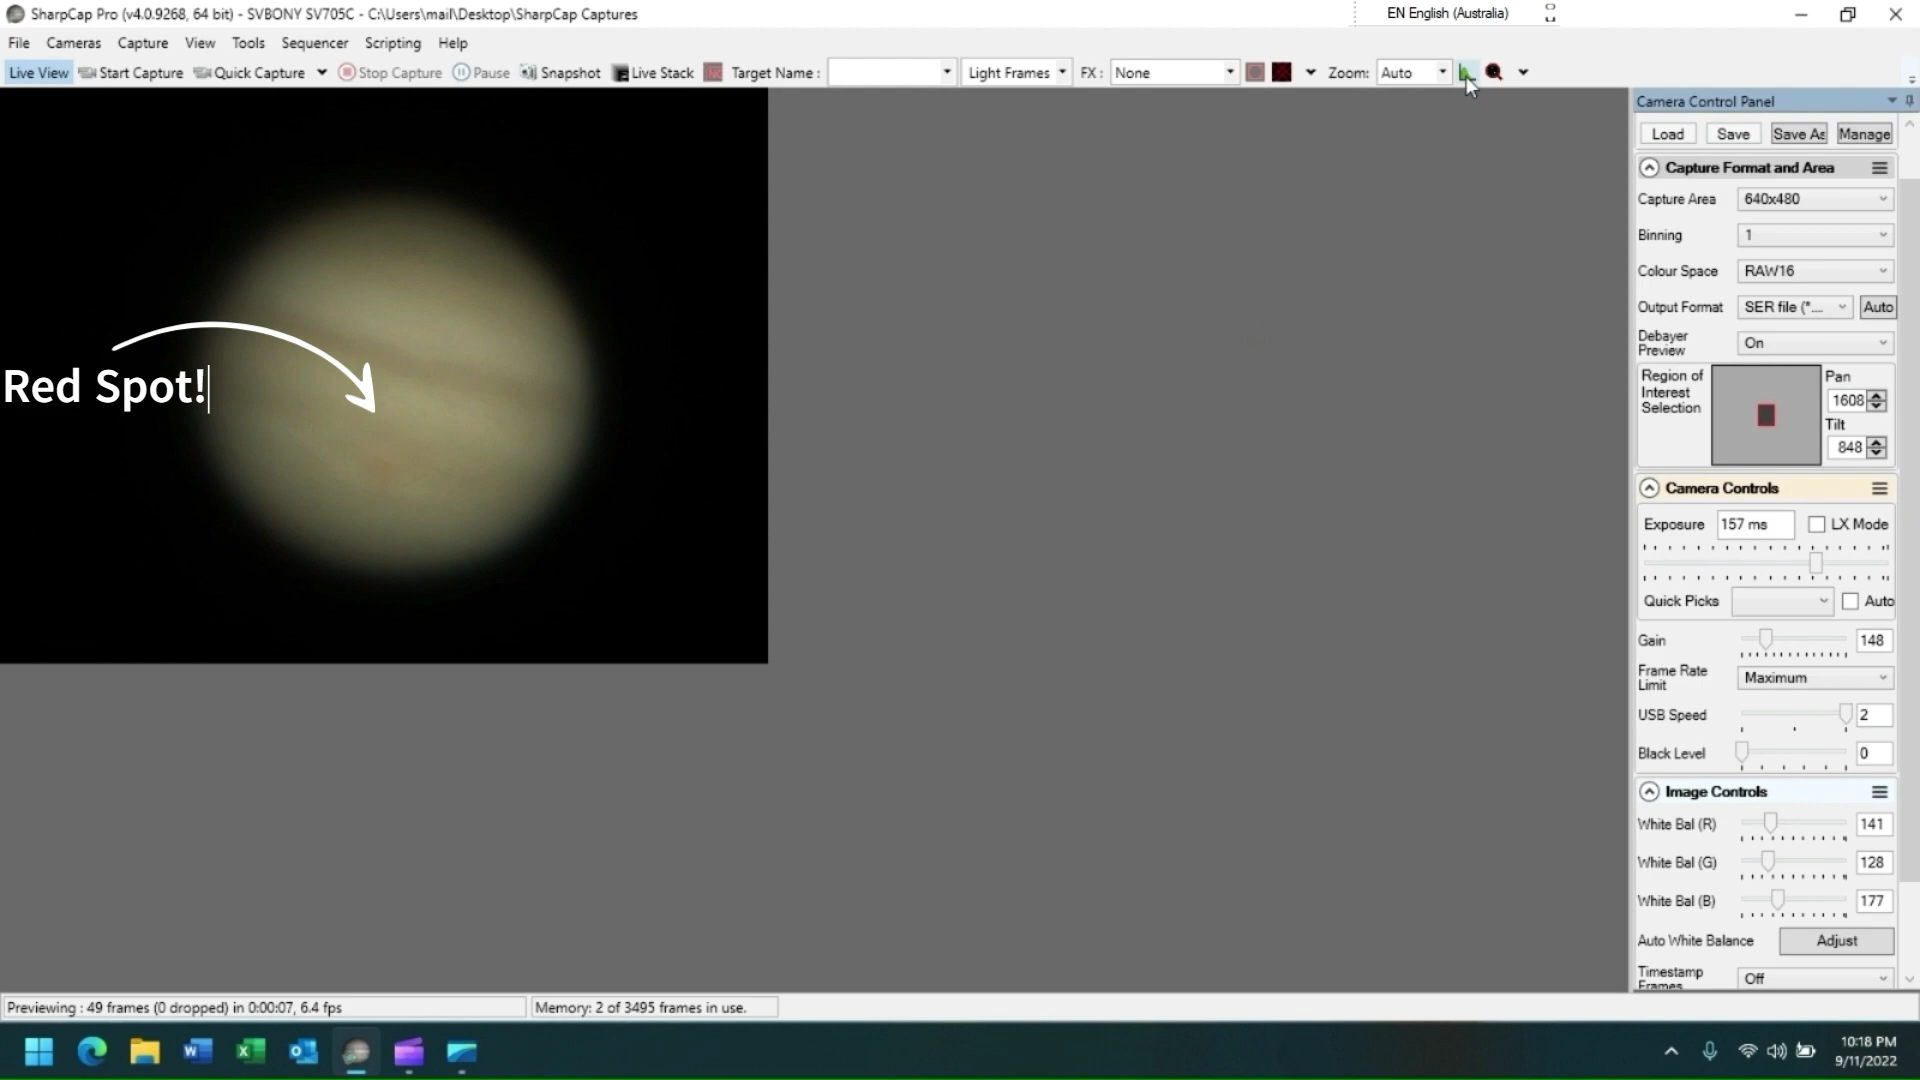 SharpCap Pro (v4.0.9268, 64 bit) - SVBONY SV705C - C:\Users\mail\Desktop\SharpCap Captures
EN English (Australia)
File Cameras Capture View Tools Sequencer Scripting Help
Live View Start Capture Quick Capture Stop Capture Pause Snapshot Live Stack Target Name : Light Frames FX : None Zoom: Auto
Camera Control Panel
Load Save Save As Manage
Capture Format and Area
Capture Area 640x480
Binning 1
Colour Space RAW16
Output Format SER file (*.... Auto
Debayer Preview On
Region of Interest Selection
Pan
1608
Tilt
848
Red Spot!
Camera Controls
Exposure 157 ms LX Mode
Quick Picks Auto
Gain 148
Frame Rate Limit Maximum
USB Speed 2
Black Level 0
Image Controls
White Bal (R) 141
White Bal (G) 128
White Bal (B) 177
Auto White Balance Adjust
Timestamp Frames Off
Previewing : 49 frames (0 dropped) in 0:00:07, 6.4 fps
Memory: 2 of 3495 frames in use.
10:18 PM
9/11/2022